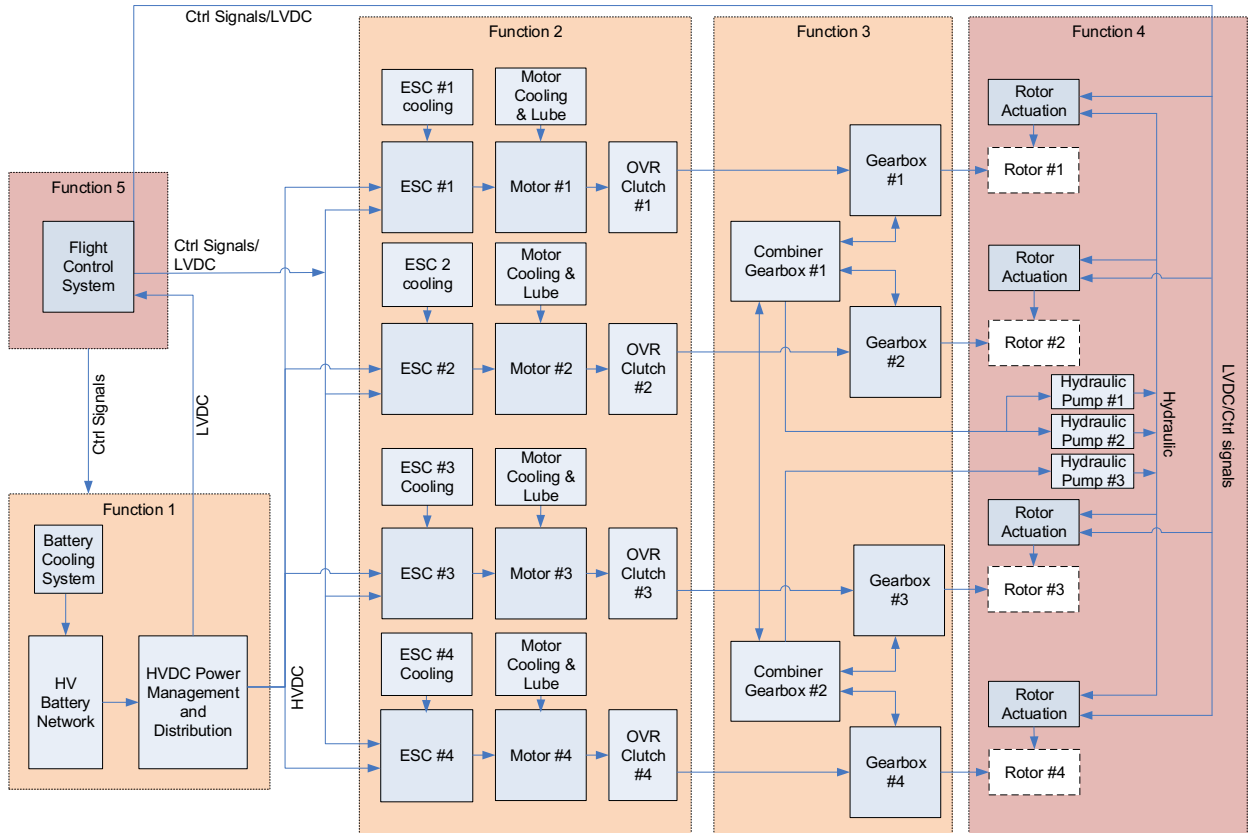 Ctrl Signals/LVDC
Function 2
Function 3
Function 4
ESC #1
cooling
Motor
Cooling
& Lube
Rotor
Actuation
ESC #1
Motor #1
OVR
Clutch
#1
Gearbox
#1
Rotor #1
Function 5
Flight
Control
System
Ctrl Signals/
LVDC
ESC 2
cooling
Motor
Cooling &
Lube
Combiner
Gearbox #1
Rotor
Actuation
ESC #2
Motor #2
OVR
Clutch
#2
Gearbox
#2
Rotor #2
Ctrl Signals
LVDC
Hydraulic
Pump #1
Hydraulic
Pump #2
Hydraulic
Pump #3
Hydraulic
LVDC/Ctrl signals
ESC #3
Cooling
Motor
Cooling
& Lube
Rotor
Actuation
Function 1
Battery
Cooling
System
ESC #3
Motor #3
OVR
Clutch
#3
Gearbox
#3
Rotor #3
HV
Battery
Network
HVDC Power
Management
and
Distribution
HVDC
ESC #4
Cooling
Motor
Cooling
& Lube
Combiner
Gearbox #2
Rotor
Actuation
ESC #4
Motor #4
OVR
Clutch
#4
Gearbox
#4
Rotor #4